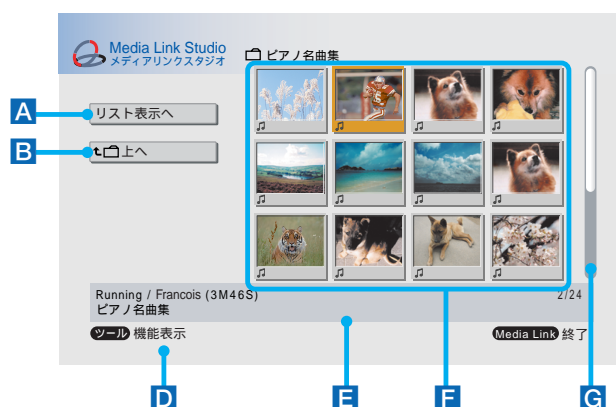 Media Link Studio
メディアリンクスタジオ
ピアノ名曲集
A
リスト表示へ
B
上へ
Running / Francois (3M46S)
2/24
ピアノ名曲集
ツール 機能表示
Media Link 終了
D
E
F
G